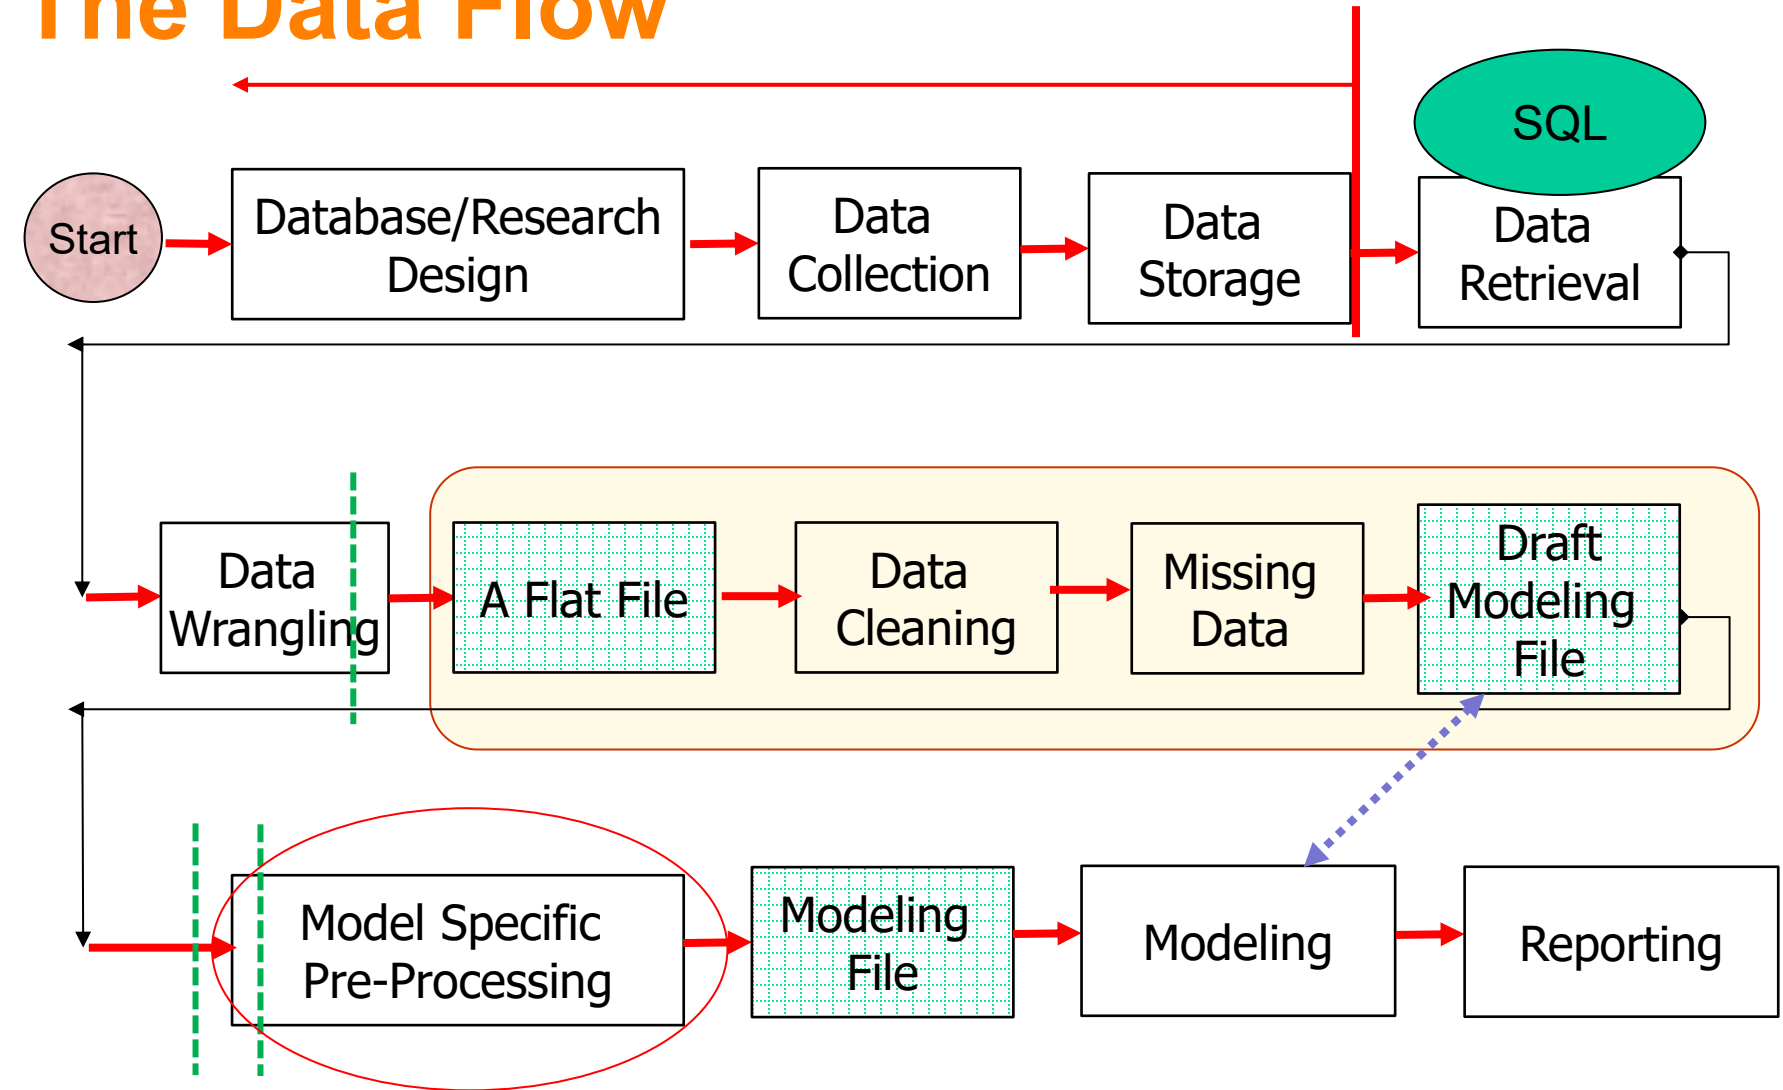 The Data Flow
SQL
Start
Database/Research
Design
Data
Collection
Data
Storage
Data
Retrieval
Data
Wrangling
A Flat File
Data
Cleaning
Missing
Data
Draft
Modeling
File
Model Specific
Pre-Processing
Modeling
File
Modeling
Reporting